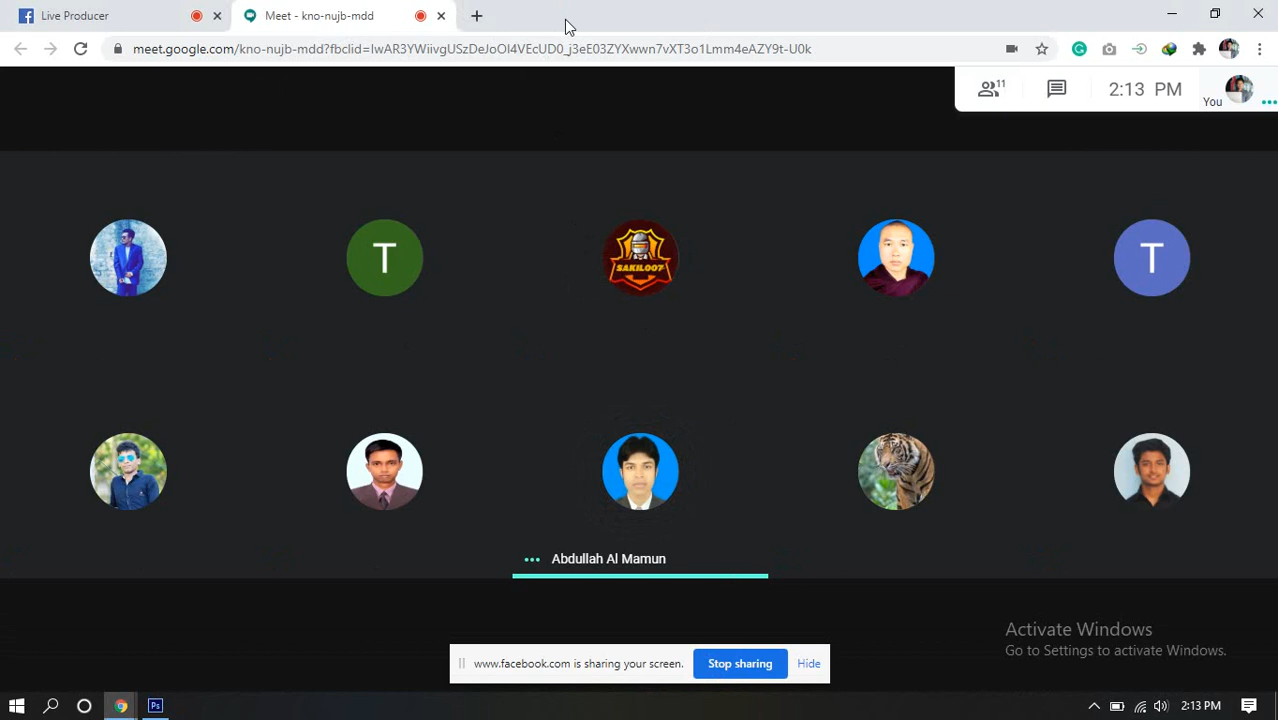 Live Producer
Meet - kno-nujb-mdd
meet.google.com/kno-nujb-mdd?fbclid=IwAR3YWiivgUSzDeJoOl4VEcUD0_j3eE03ZYXwwn7vXT3o1Lmm4eAZY9t-U0k
11
2:13 PM
You
T
SAKIL007
T
Abdullah Al Mamun
Activate Windows
Go to Settings to activate Windows.
www.facebook.com is sharing your screen.
Stop sharing
Hide
Ps
2:13 PM